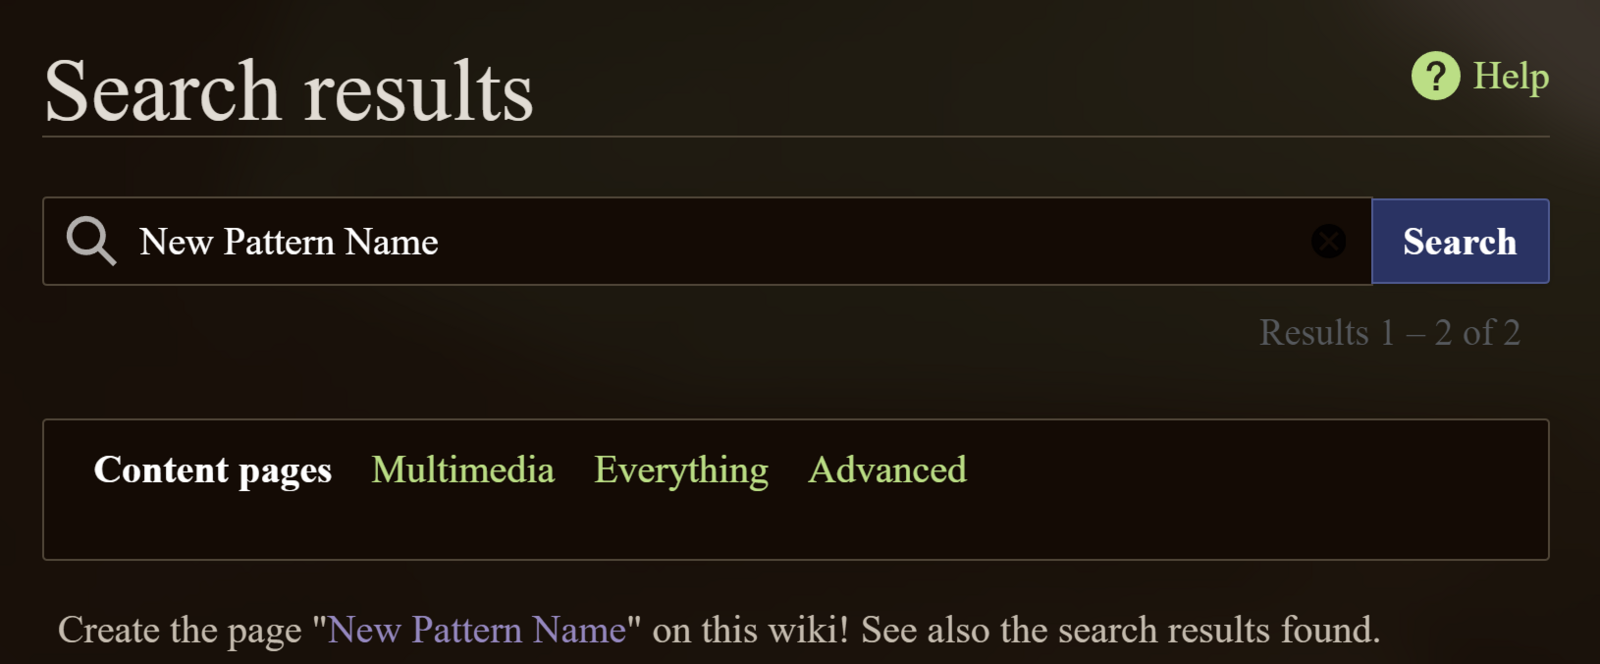 Search results
? Help
New Pattern Name
Search
Results 1 – 2 of 2
Content pages Multimedia Everything Advanced
Create the page "New Pattern Name" on this wiki! See also the search results found.